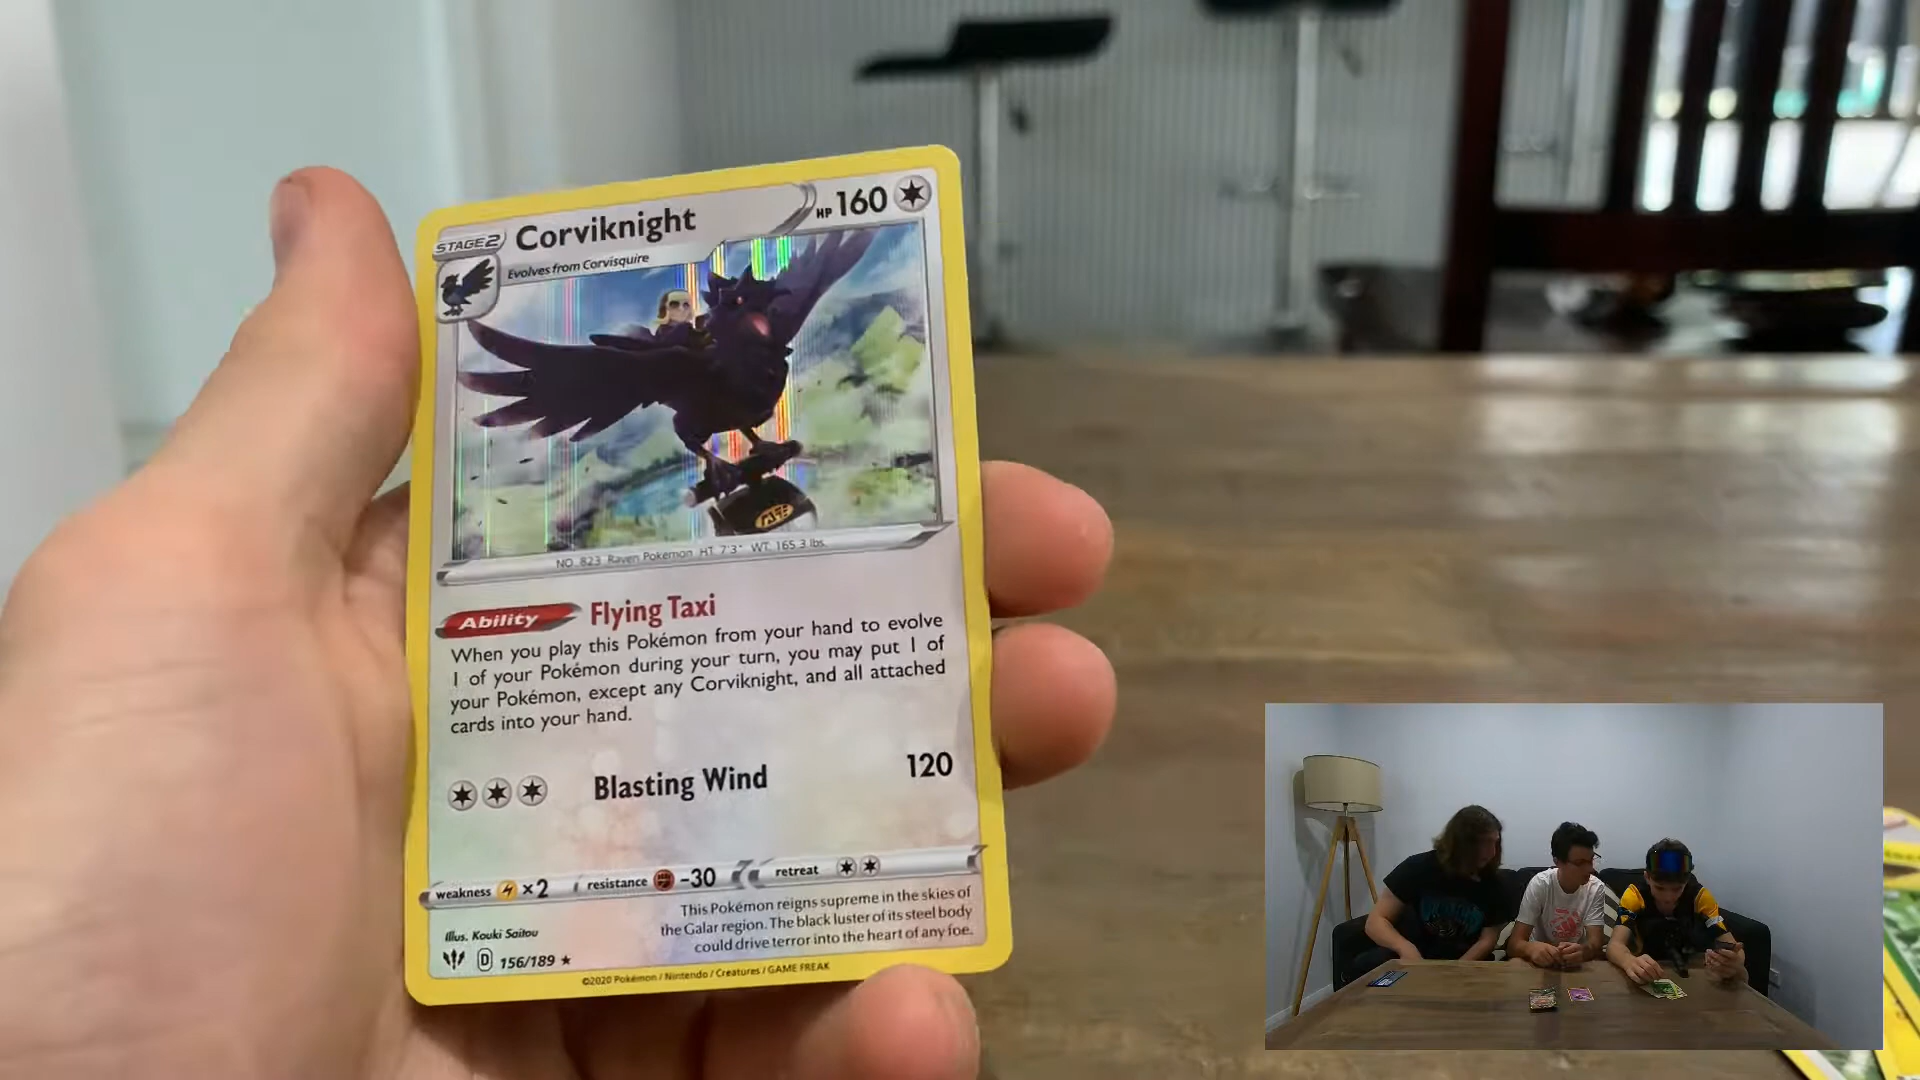 STAGE 2
Corviknight
HP 160
Evolves from Corvisquire
NO. 823 Raven Pokémon HT. 7'3" WT. 165.3 lbs.
Ability Flying Taxi
When you play this Pokémon from your hand to evolve
1 of your Pokémon during your turn, you may put 1 of
your Pokémon, except any Corviknight, and all attached
cards into your hand.
Blasting Wind 120
weakness ×2 resistance -30 retreat
This Pokémon reigns supreme in the skies of
the Galar region. The black luster of its steel body
could drive terror into the heart of any foe.
Illus. Kouki Saitou
D 156/189 ★
©2020 Pokémon / Nintendo / Creatures / GAME FREAK